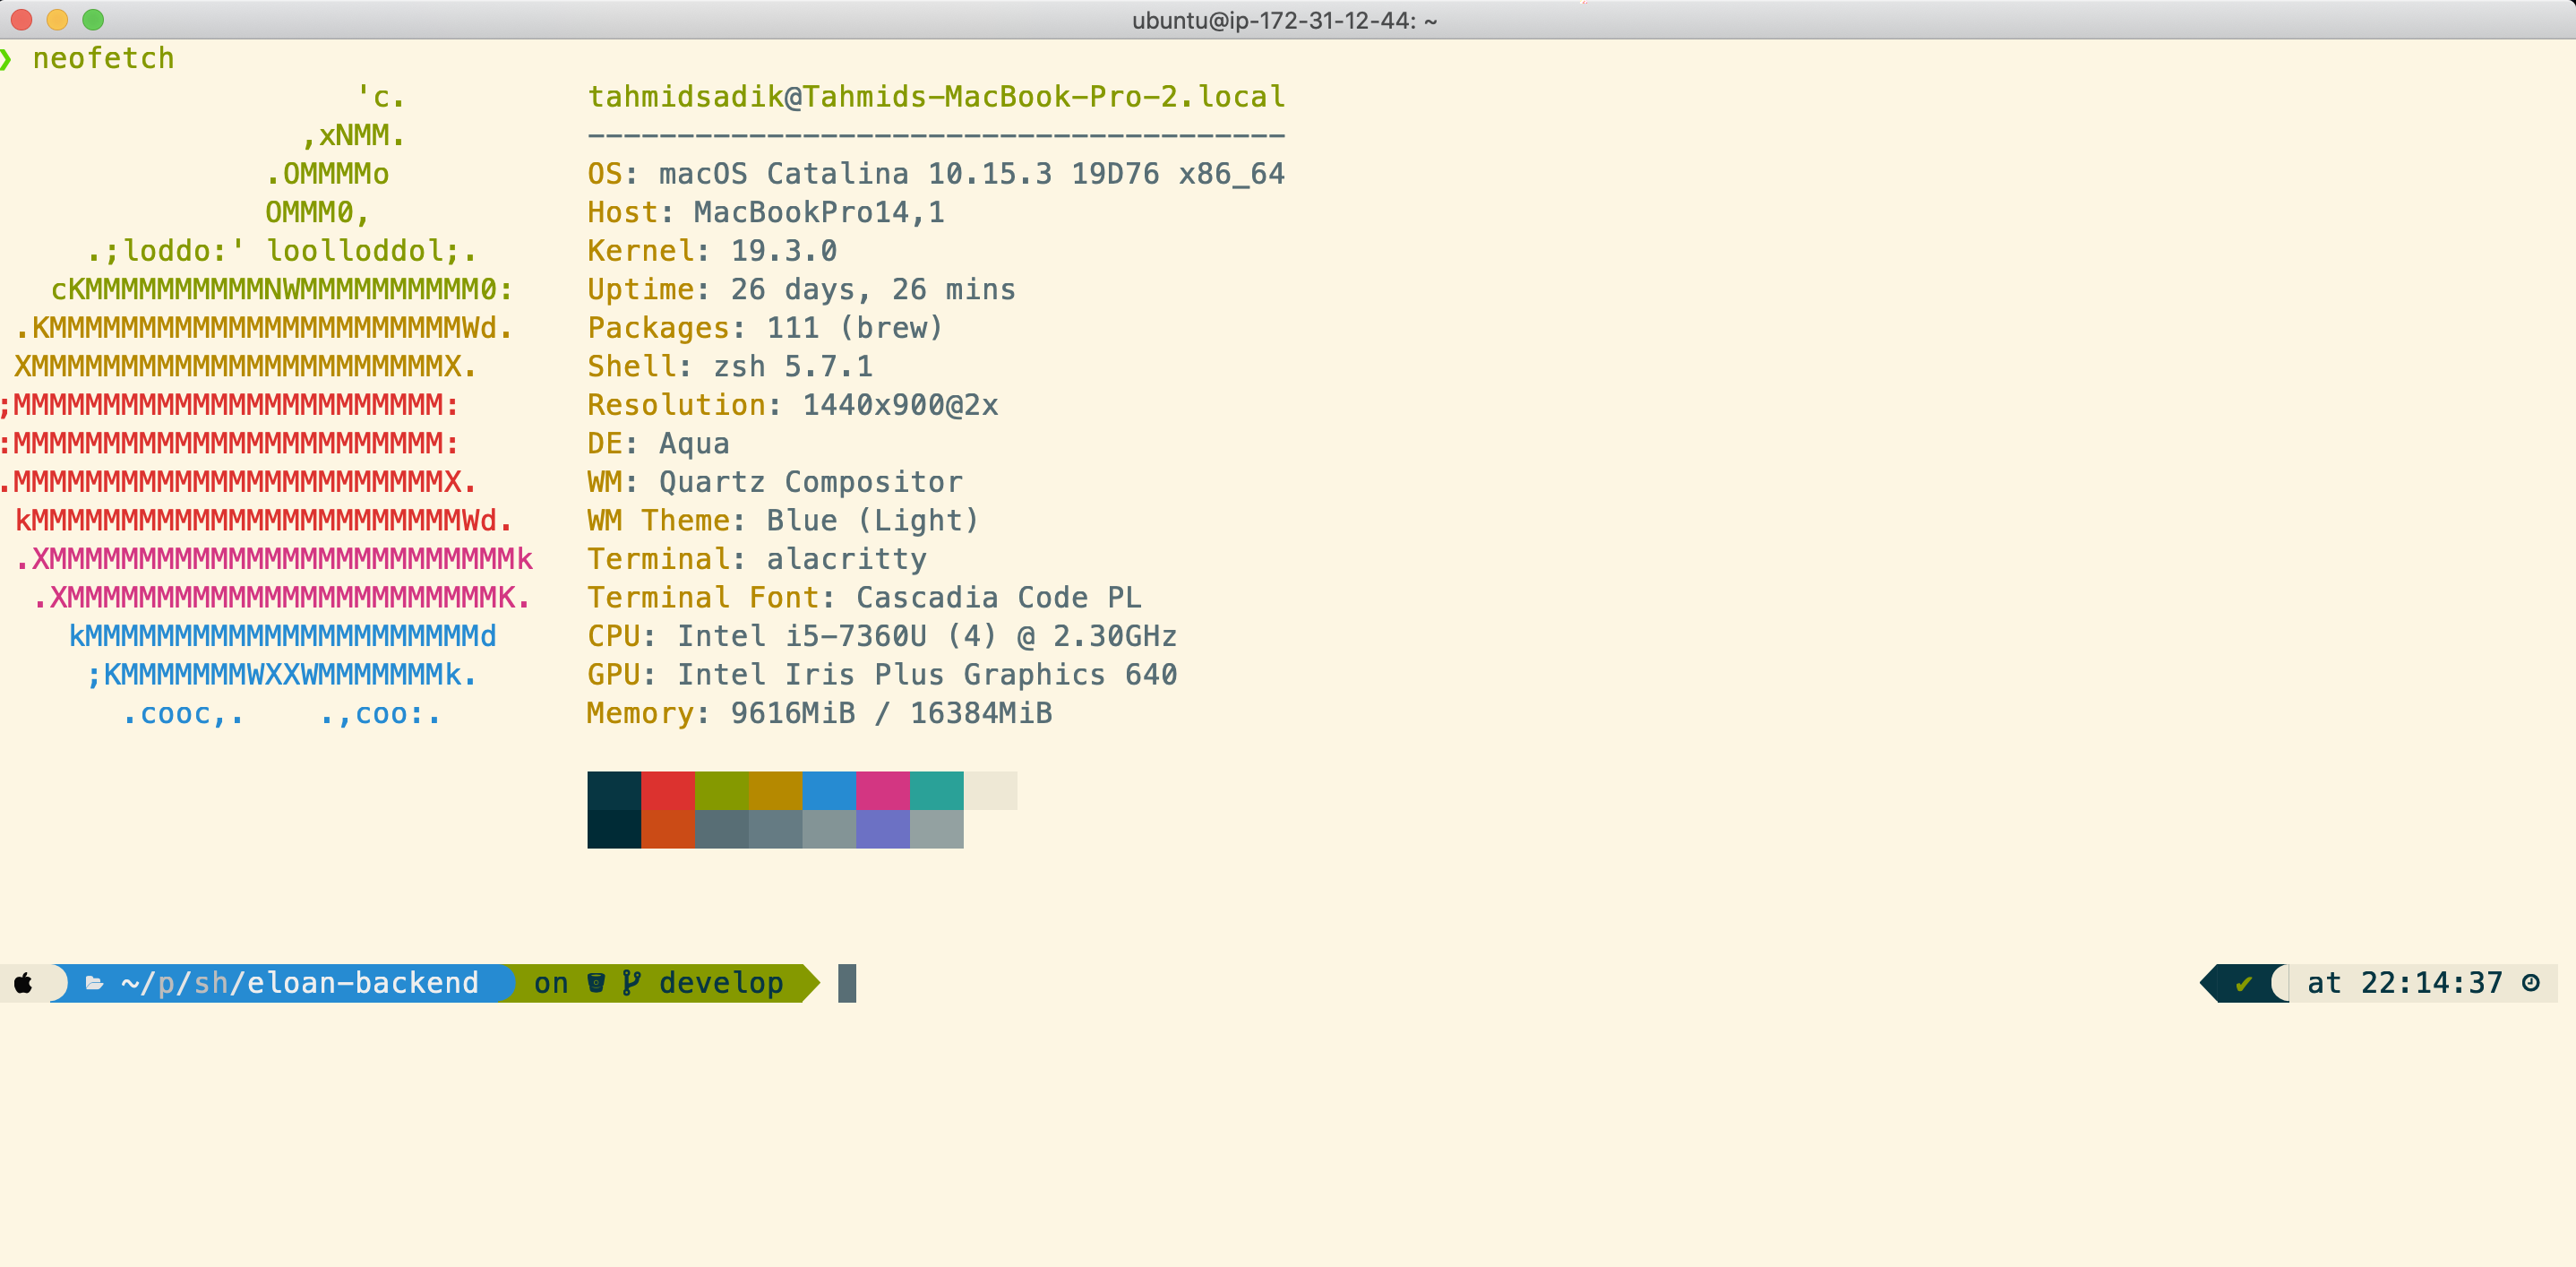 ubuntu@ip-172-31-12-44: ~
❯ neofetch
                    'c.          tahmidsadik@Tahmids-MacBook-Pro-2.local
                 ,xNMM.          ---------------------------------------
               .OMMMMo           OS: macOS Catalina 10.15.3 19D76 x86_64
               OMMM0,            Host: MacBookPro14,1
     .;loddo:' loolloddol;.      Kernel: 19.3.0
   cKMMMMMMMMMMNWMMMMMMMMMM0:    Uptime: 26 days, 26 mins
 .KMMMMMMMMMMMMMMMMMMMMMMMWd.    Packages: 111 (brew)
 XMMMMMMMMMMMMMMMMMMMMMMMX.      Shell: zsh 5.7.1
;MMMMMMMMMMMMMMMMMMMMMMMM:       Resolution: 1440x900@2x
:MMMMMMMMMMMMMMMMMMMMMMMM:       DE: Aqua
.MMMMMMMMMMMMMMMMMMMMMMMMX.      WM: Quartz Compositor
 kMMMMMMMMMMMMMMMMMMMMMMMMWd.    WM Theme: Blue (Light)
 .XMMMMMMMMMMMMMMMMMMMMMMMMMMk   Terminal: alacritty
  .XMMMMMMMMMMMMMMMMMMMMMMMMK.   Terminal Font: Cascadia Code PL
    kMMMMMMMMMMMMMMMMMMMMMMd     CPU: Intel i5-7360U (4) @ 2.30GHz
     ;KMMMMMMMWXXWMMMMMMMk.      GPU: Intel Iris Plus Graphics 640
       .cooc,.    .,coo:.        Memory: 9616MiB / 16384MiB
~/p/sh/eloan-backend on develop ✔ at 22:14:37